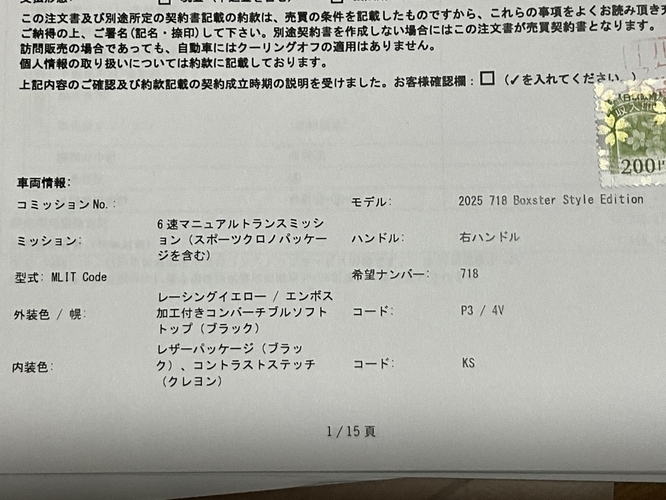 この注文書及び別途所定の契約書記載の約款は、売買の条件を記載したものですから、これらの事項をよくお読み頂き
ご納得の上、ご署名(記名・捺印)して下さい。別途契約書を作成しない場合にはこの注文書が売買契約書となります。
訪問販売の場合であっても、自動車にはクーリングオフの適用はありません。
個人情報の取り扱いについては約款に記載しております。
上記内容のご確認及び約款記載の契約成立時期の説明を受けました。お客様確認欄:□ (✓を入れてください。)
200
車両情報:
コミッションNo.:
モデル: 2025 718 Boxster Style Edition
ミッション: 6速マニュアルトランスミッション(スポーツクロノパッケージを含む)
ハンドル: 右ハンドル
型式: MLIT Code
希望ナンバー: 718
外装色 / 幌: レーシングイエロー / エンボス加工付きコンバーチブルソフトトップ(ブラック)
コード: P3 / 4V
内装色: レザーパッケージ(ブラック)、コントラストステッチ(クレヨン)
コード: KS
1/15 頁